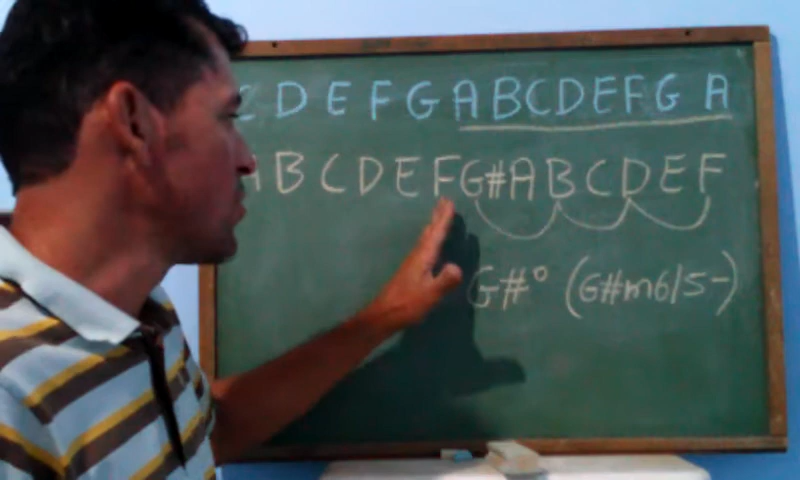 C D E F G A B C D E F G A
A B C D E F G# A B C D E F
G#° (G#m6/5-)